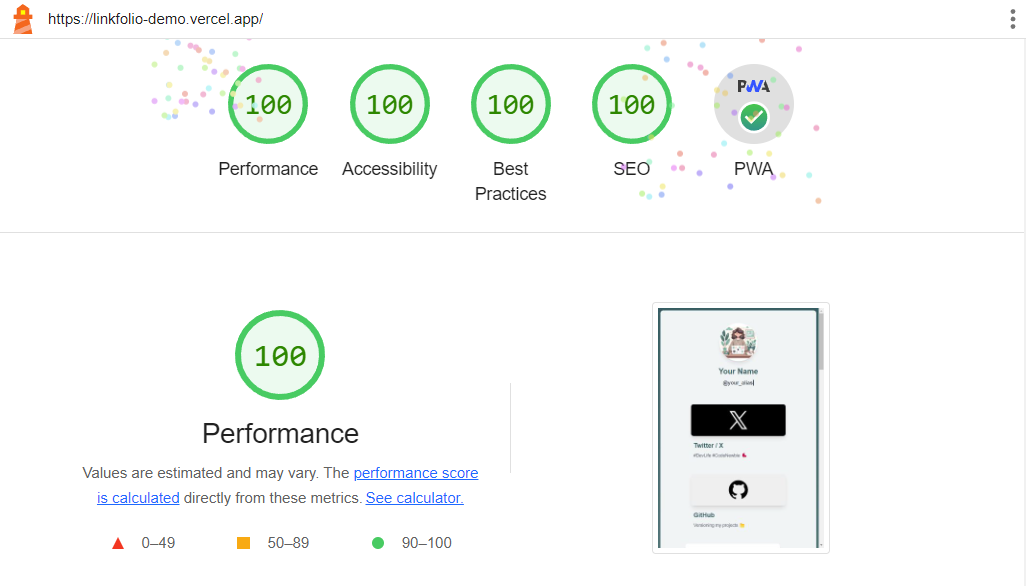 https://linkfolio-demo.vercel.app/
100
100
100
100
PWA
Performance
Accessibility
Best
Practices
SEO
PWA
100
Performance
Values are estimated and may vary. The performance score
is calculated directly from these metrics. See calculator.
0–49
50–89
90–100
Your Name
Twitter / X
GitHub
Versioning my projects